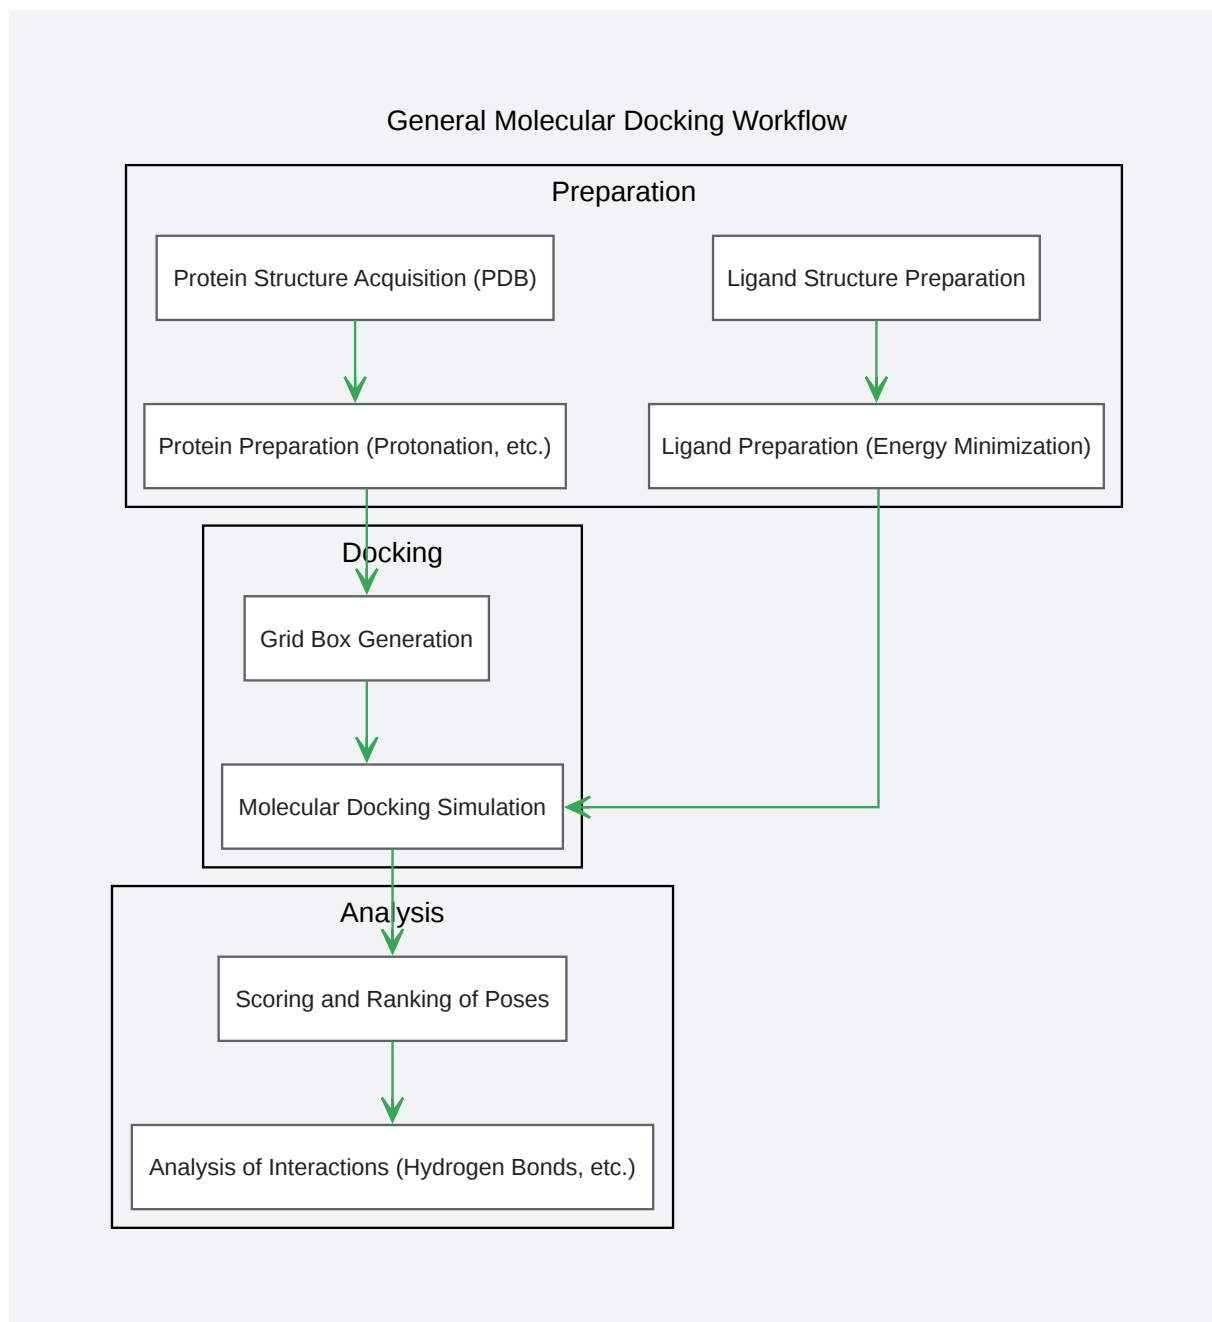 General Molecular Docking Workflow
Preparation
Protein Structure Acquisition (PDB)
Ligand Structure Preparation
Protein Preparation (Protonation, etc.)
Ligand Preparation (Energy Minimization)
Docking
Grid Box Generation
Molecular Docking Simulation
Analysis
Scoring and Ranking of Poses
Analysis of Interactions (Hydrogen Bonds, etc.)